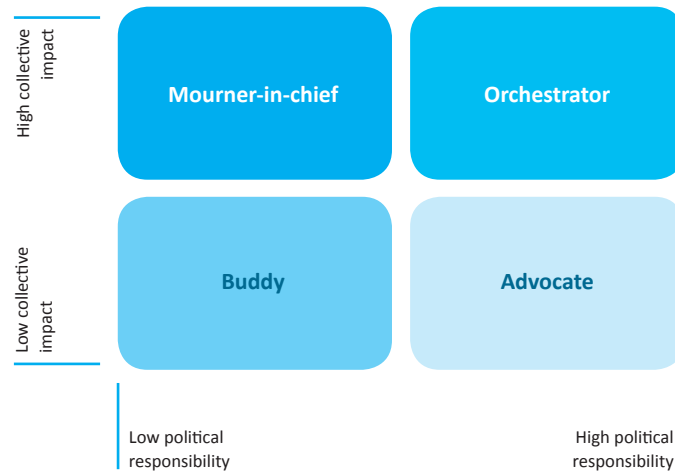 High collective
impact
Mourner-in-chief
Orchestrator
Low collective
impact
Buddy
Advocate
Low political
responsibility
High political
responsibility